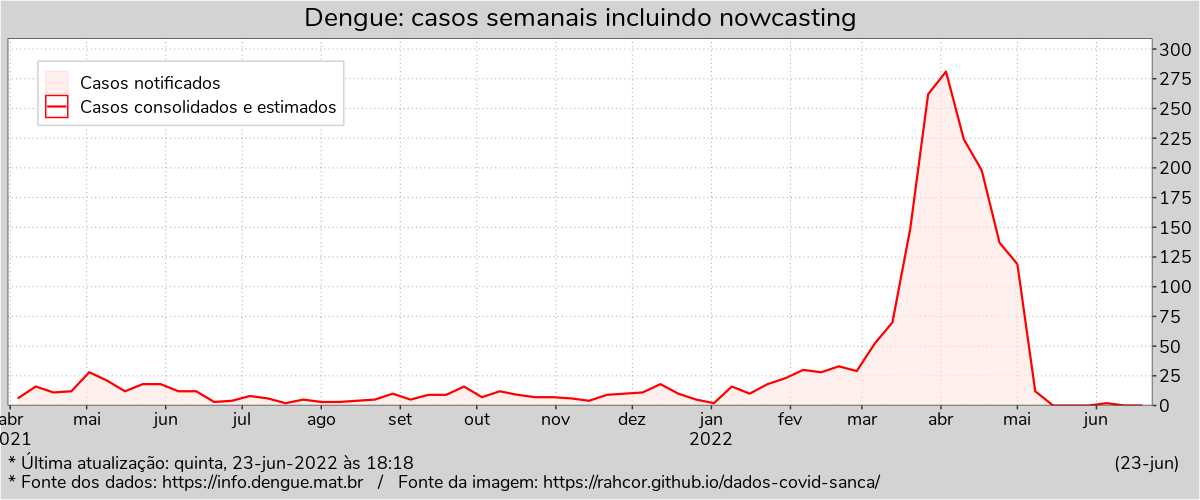 Dengue: casos semanais incluindo nowcasting
Casos notificados
Casos consolidados e estimados
300
275
250
225
200
175
150
125
100
75
50
25
0
abr mai jun jul ago set out nov dez jan fev mar abr mai jun
021 2022
* Última atualização: quinta, 23-jun-2022 às 18:18 (23-jun)
* Fonte dos dados: https://info.dengue.mat.br / Fonte da imagem: https://rahcor.github.io/dados-covid-sanca/